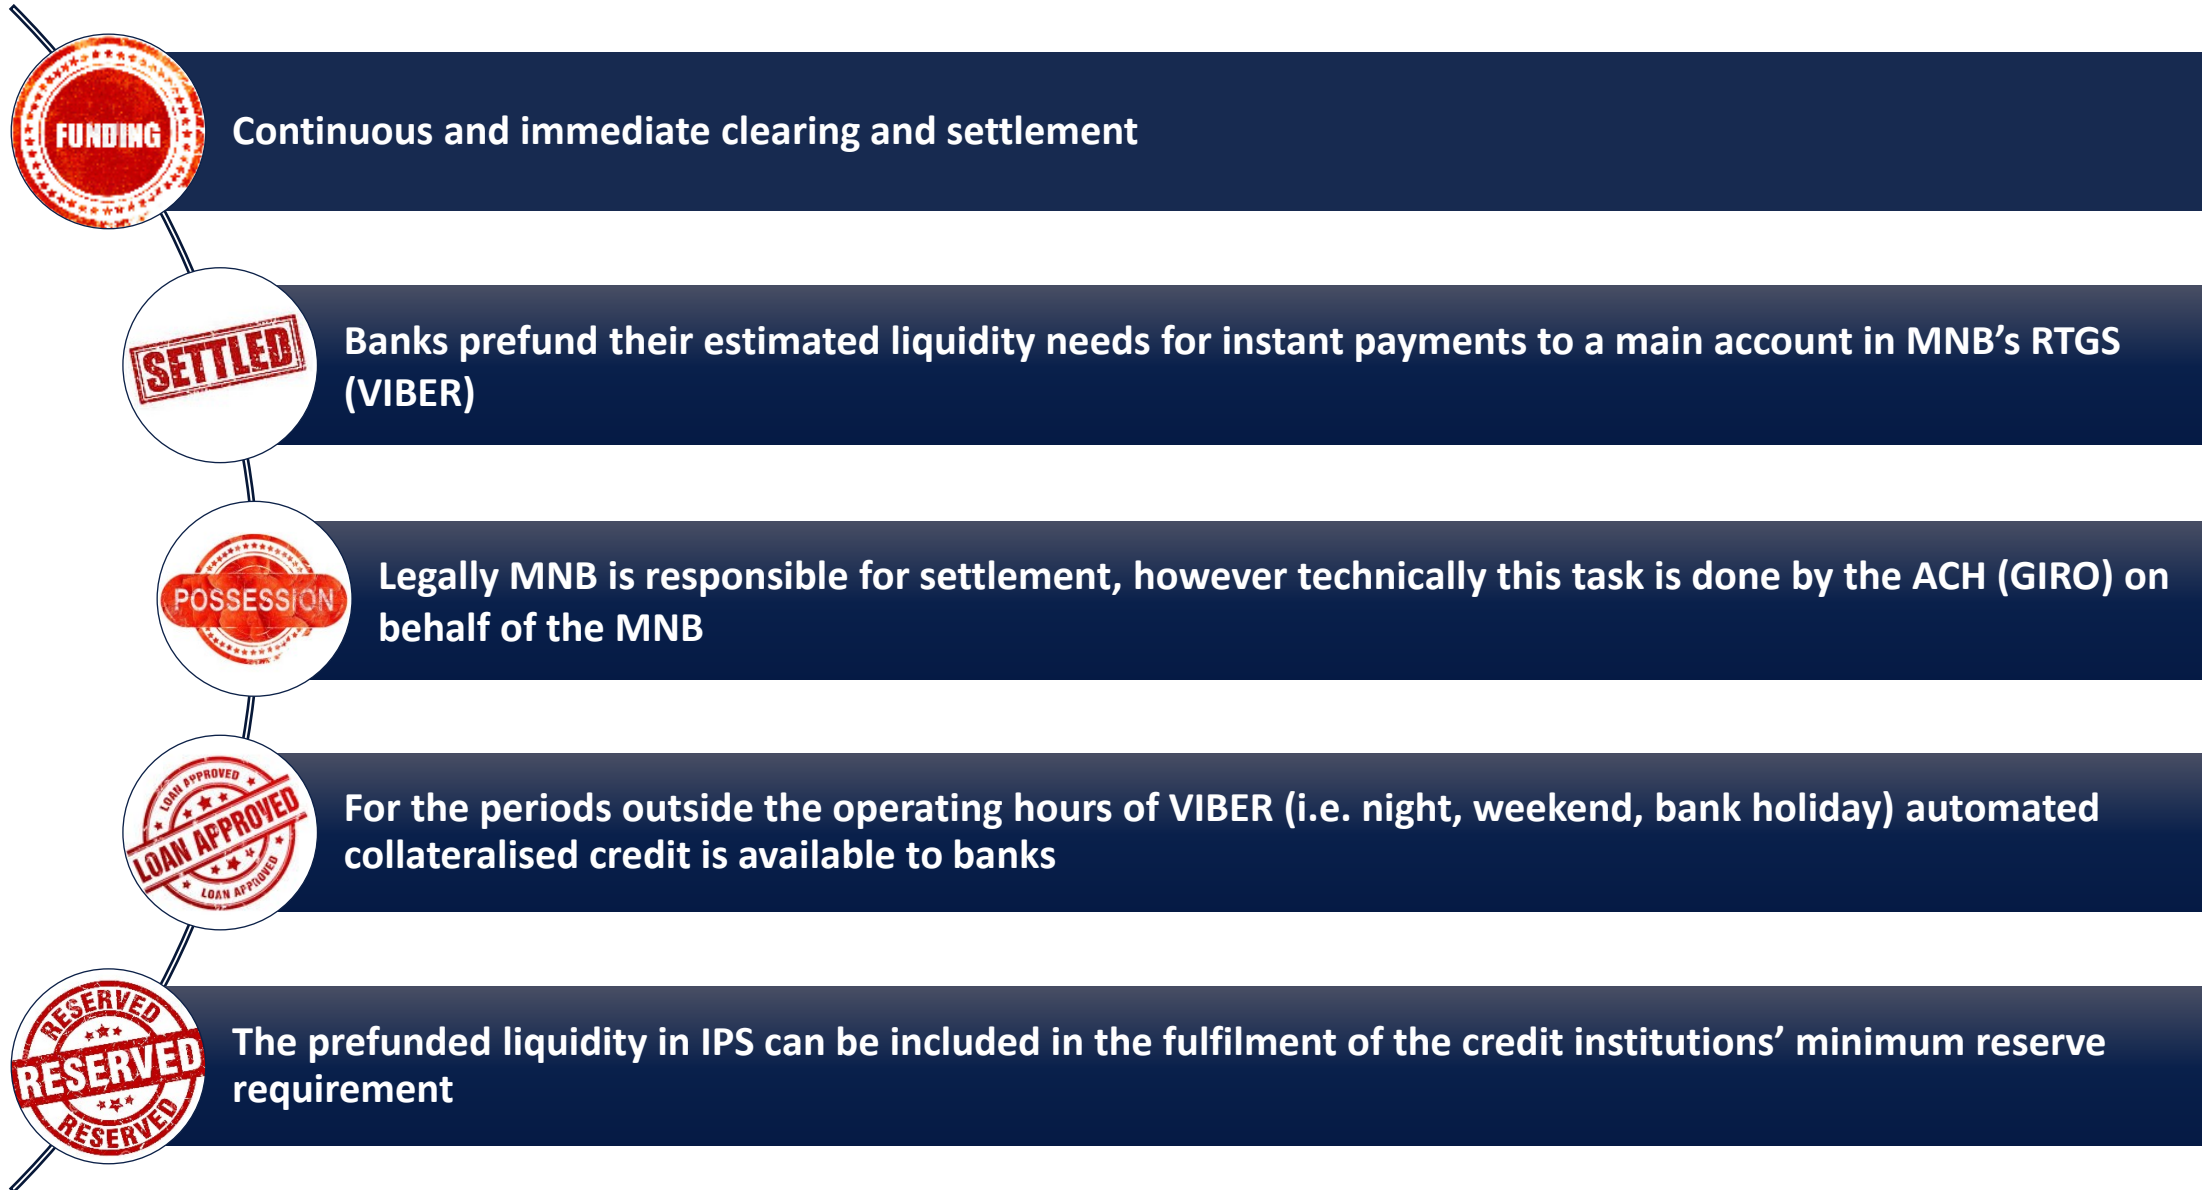 FUNDING
Continuous and immediate clearing and settlement
SETTLED
Banks prefund their estimated liquidity needs for instant payments to a main account in MNB’s RTGS
(VIBER)
POSSESSION
Legally MNB is responsible for settlement, however technically this task is done by the ACH (GIRO) on
behalf of the MNB
LOAN APPROVED
LOAN APPROVED
LOAN APPROVED
For the periods outside the operating hours of VIBER (i.e. night, weekend, bank holiday) automated
collateralised credit is available to banks
RESERVED
RESERVED
RESERVED
The prefunded liquidity in IPS can be included in the fulfilment of the credit institutions’ minimum reserve
requirement